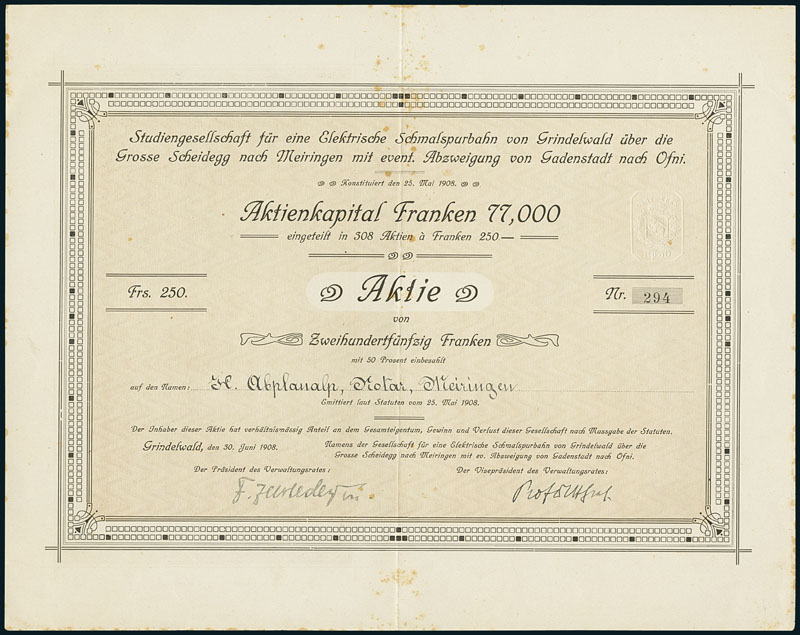 Studiengesellschaft für eine Elektrische Schmalspurbahn von Grindelwald über die
Grosse Scheidegg nach Meiringen mit event. Abzweigung von Gadenstadt nach Ofni.
Konstituiert den 25. Mai 1908.
Aktienkapital Franken 77,000
eingeteilt in 308 Aktien à Franken 250.—
Frs. 250.
Aktie
Nr. 294
von
Zweihundertfünfzig Franken
mit 50 Prozent einbezahlt
auf den Namen: H. Abplanalp, Notar, Meiringen
Emittiert laut Statuten vom 25. Mai 1908.
Der Inhaber dieser Aktie hat verhältnismässig Anteil an dem Gesamteigentum, Gewinn und Verlust dieser Gesellschaft nach Massgabe der Statuten.
Grindelwald, den 30. Juni 1908.
Namens der Gesellschaft für eine Elektrische Schmalspurbahn von Grindelwald über die
Grosse Scheidegg nach Meiringen mit ev. Abzweigung von Gadenstadt nach Ofni.
Der Präsident des Verwaltungsrates:
Der Vizepräsident des Verwaltungsrates: